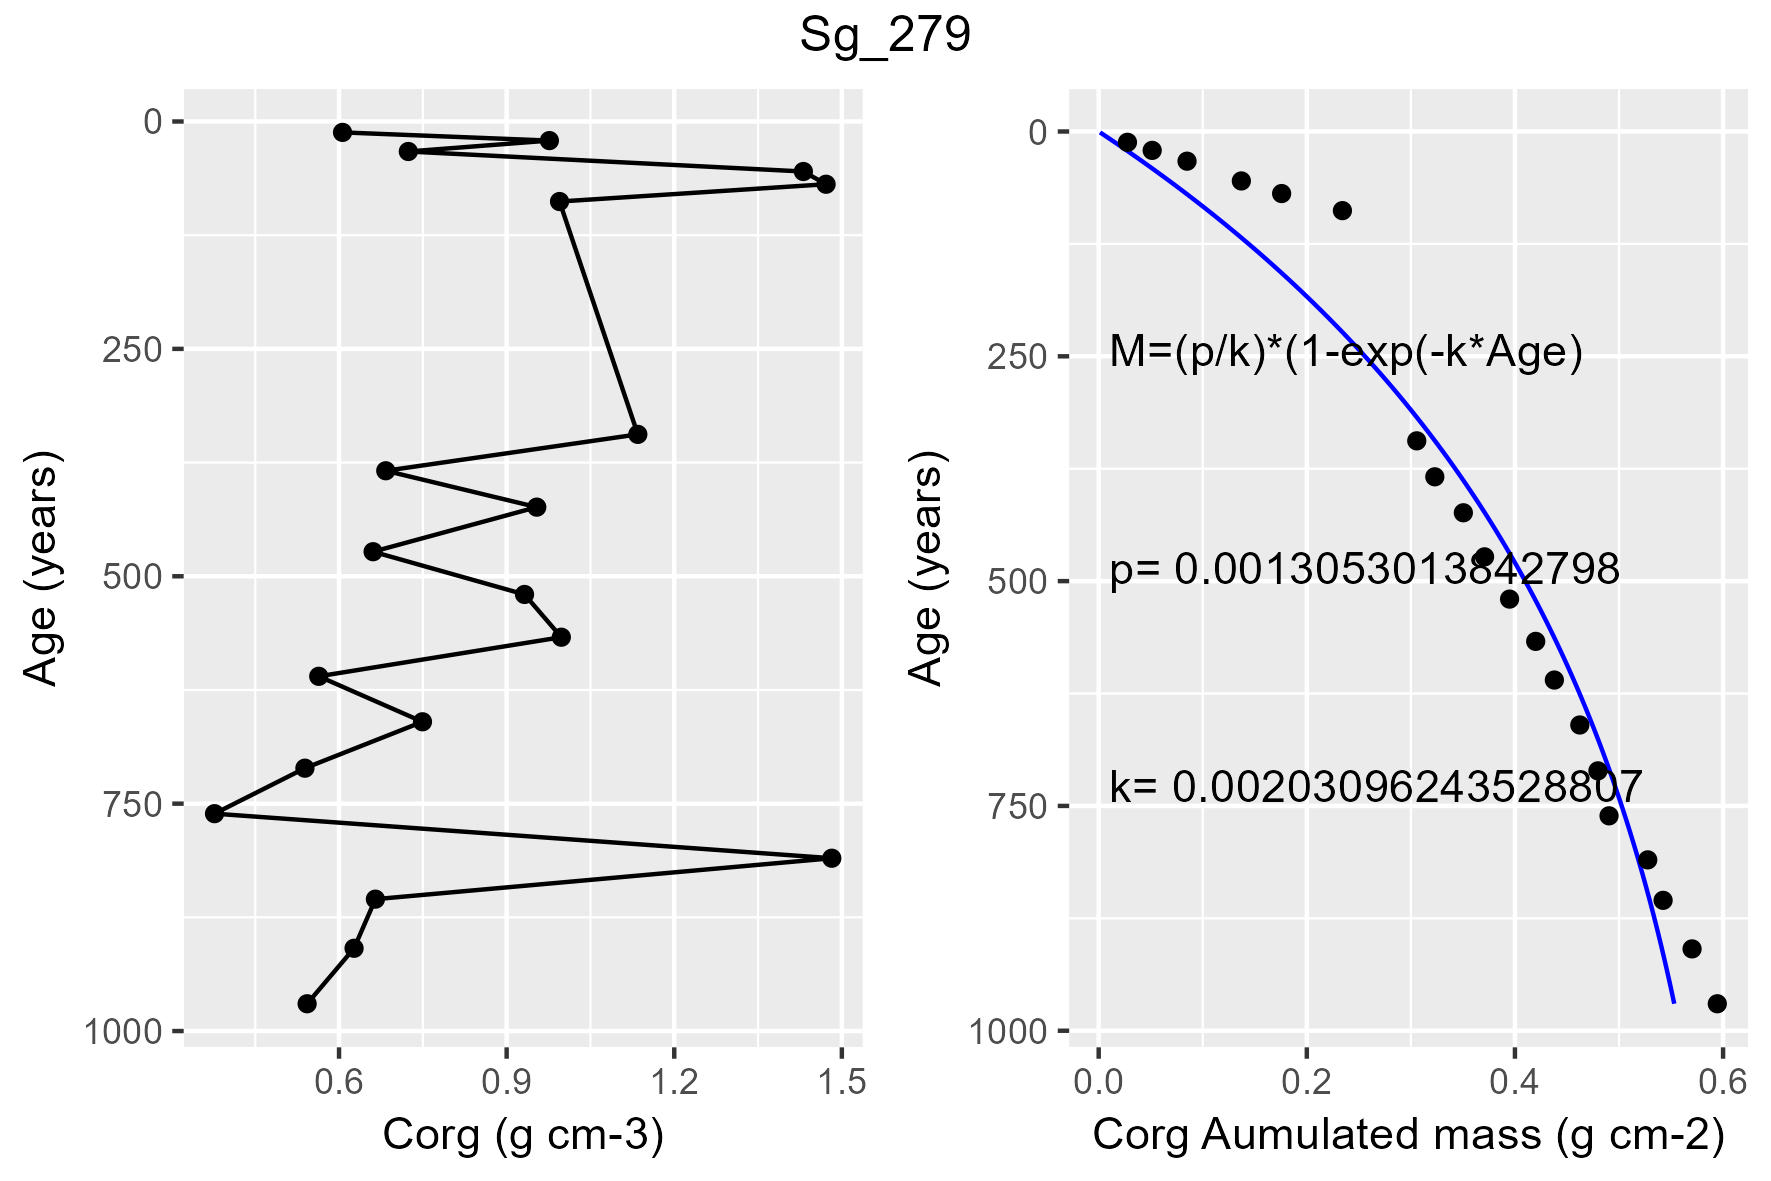 Sg_279
0
250
500
750
1000
Age (years)
0.6
0.9
1.2
1.5
Corg (g cm-3)
0
250
500
750
1000
Age (years)
M=(p/k)*(1-exp(-k*Age)
p= 0.0013053013842798
k= 0.00203096243528807
0.0
0.2
0.4
0.6
Corg Aumulated mass (g cm-2)